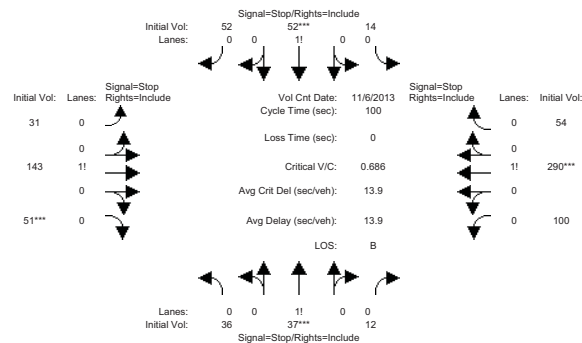 Signal=Stop/Rights=Include
Initial Vol: 52 52*** 14
Lanes: 0 0 1! 0 0
Signal=Stop
Initial Vol: Lanes: Rights=Include
Vol Cnt Date: 11/6/2013
Signal=Stop
Rights=Include Lanes: Initial Vol:
Cycle Time (sec): 100
31 0
0 54
Loss Time (sec): 0
0
0
143 1!
Critical V/C: 0.686
1! 290***
0
Avg Crit Del (sec/veh): 13.9
0
51*** 0
Avg Delay (sec/veh): 13.9
0 100
LOS: B
Lanes: 0 0 1! 0 0
Initial Vol: 36 37*** 12
Signal=Stop/Rights=Include